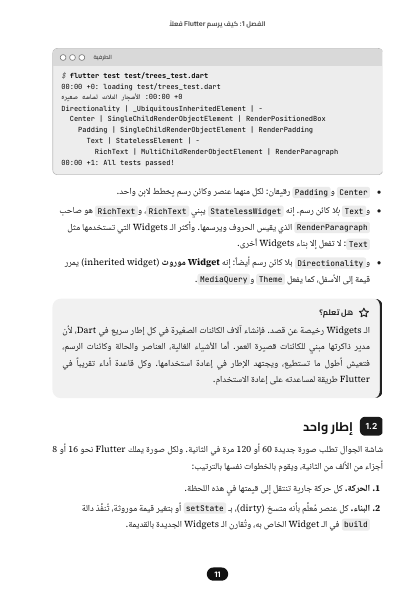 الفصل 1: كيف يرسم Flutter فعلاً
الطرفية
$ flutter test test/trees_test.dart
00:00 +0: loading test/trees_test.dart
00:00 +0: الأشجار الثلاث لشاشة صغيرة
Directionality | _UbiquitousInheritedElement | -
Center | SingleChildRenderObjectElement | RenderPositionedBox
Padding | SingleChildRenderObjectElement | RenderPadding
Text | StatelessElement | -
RichText | MultiChildRenderObjectElement | RenderParagraph
00:00 +1: All tests passed!
• Center و Padding رفيعان: لكل منهما عنصر وكائن رسم يخطط لابن واحد.
• و Text بلا كائن رسم. إنه StatelessWidget يبني RichText، و RichText هو صاحب
RenderParagraph الذي يقيس الحروف ويرسمها. وأكثر الـ Widgets التي تستخدمها مثل
Text: لا تفعل إلا بناء Widgets أخرى.
• و Directionality بلا كائن رسم أيضاً: إنه Widget موروث (inherited widget) يمرر
قيمة إلى الأسفل، كما يفعل Theme و MediaQuery.
هل تعلم؟
الـ Widgets رخيصة عن قصد. فإنشاء آلاف الكائنات الصغيرة في كل إطار سريع في Dart، لأن
مدير ذاكرتها مبني للكائنات قصيرة العمر. أما الأشياء الغالية، العناصر والحالة وكائنات الرسم،
فتعيش أطول ما تستطيع، ويجتهد الإطار في إعادة استخدامها. وكل قاعدة أداء تقريباً في
Flutter طريقة لمساعدته على إعادة الاستخدام.
1.2 إطار واحد
شاشة الجوال تطلب صورة جديدة 60 أو 120 مرة في الثانية. ولكل صورة يملك Flutter نحو 16 أو 8
أجزاء من الألف من الثانية، ويقوم بالخطوات نفسها بالترتيب:
1. الحركة. كل حركة جارية تنتقل إلى قيمتها في هذه اللحظة.
2. البناء. كل عنصر مُعلَّم بأنه متسخ (dirty)، بـ setState أو بتغير قيمة موروثة، تُنفَّذ دالة
build في الـ Widget الخاص به، وتُقارن الـ Widgets الجديدة بالقديمة.
11